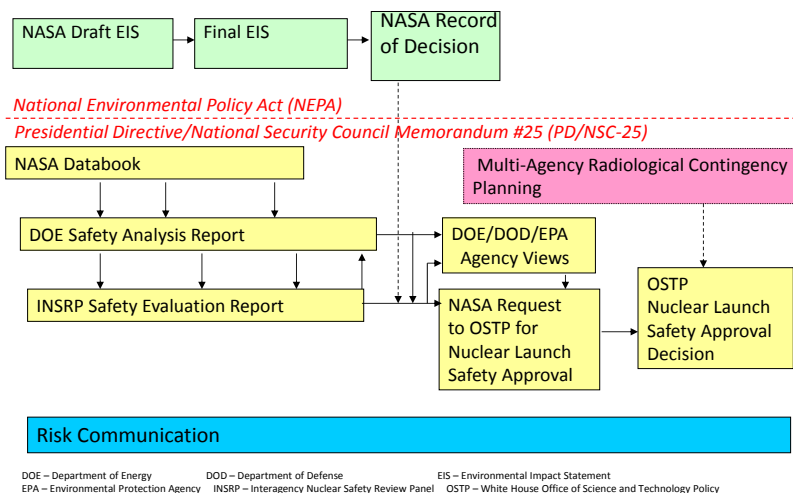 NASA Draft EIS
Final EIS
NASA Record
of Decision
National Environmental Policy Act (NEPA)
Presidential Directive/National Security Council Memorandum #25 (PD/NSC-25)
NASA Databook
Multi-Agency Radiological Contingency
Planning
DOE Safety Analysis Report
DOE/DOD/EPA
Agency Views
INSRP Safety Evaluation Report
NASA Request
to OSTP for
Nuclear Launch
Safety Approval
OSTP
Nuclear Launch
Safety Approval
Decision
Risk Communication
DOE – Department of Energy DOD – Department of Defense EIS – Environmental Impact Statement
EPA – Environmental Protection Agency INSRP – Interagency Nuclear Safety Review Panel OSTP – White House Office of Science and Technology Policy